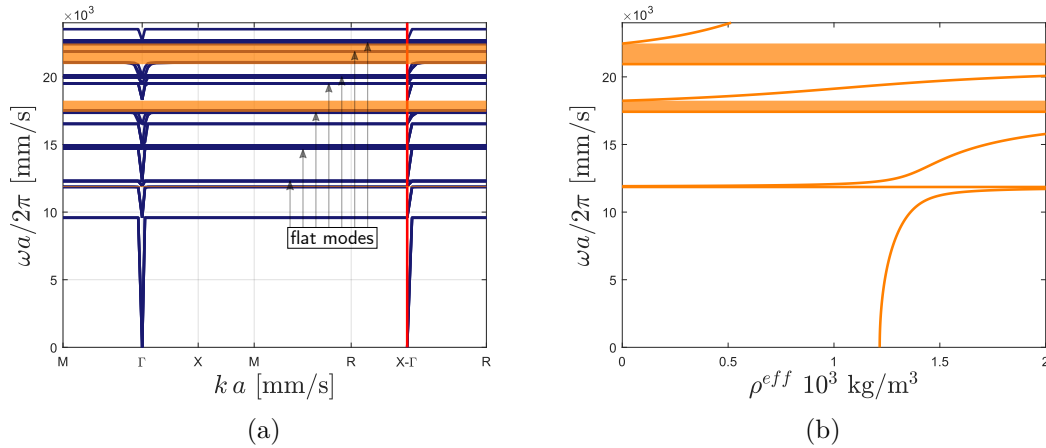 ×10³
20
15
10
5
0
ωa/2π [mm/s]
flat modes
M Γ X M R X-Γ R
k a [mm/s]
(a)
×10³
20
15
10
5
0
ωa/2π [mm/s]
0 0.5 1 1.5 2
ρ^{eff} 10³ kg/m³
(b)